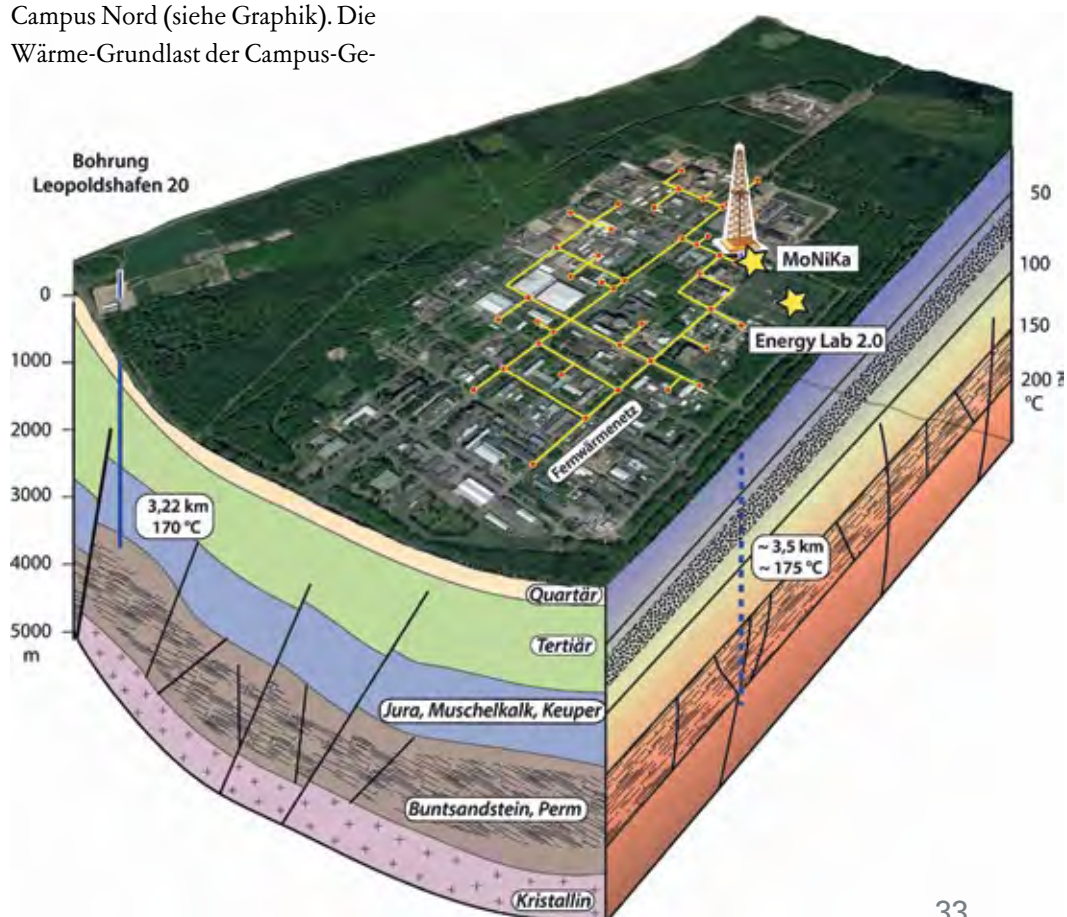 Campus Nord (siehe Graphik). Die
Wärme-Grundlast der Campus-Ge-
Bohrung
Leopoldshafen 20
0
1000
2000
3000
4000
5000
m
50
100
150
200
°C
MoNiKa
Energy Lab 2.0
Fernwärmenetz
3,22 km
170 °C
~ 3,5 km
~ 175 °C
Quartär
Tertiär
Jura, Muschelkalk, Keuper
Buntsandstein, Perm
Kristallin
33